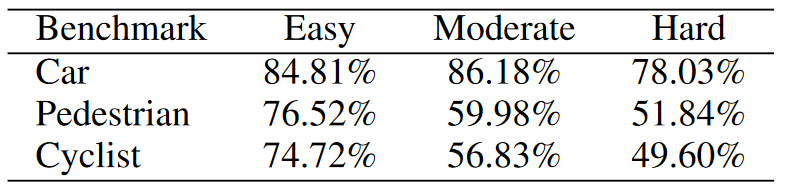 Benchmark Easy Moderate Hard
Car 84.81% 86.18% 78.03%
Pedestrian 76.52% 59.98% 51.84%
Cyclist 74.72% 56.83% 49.60%